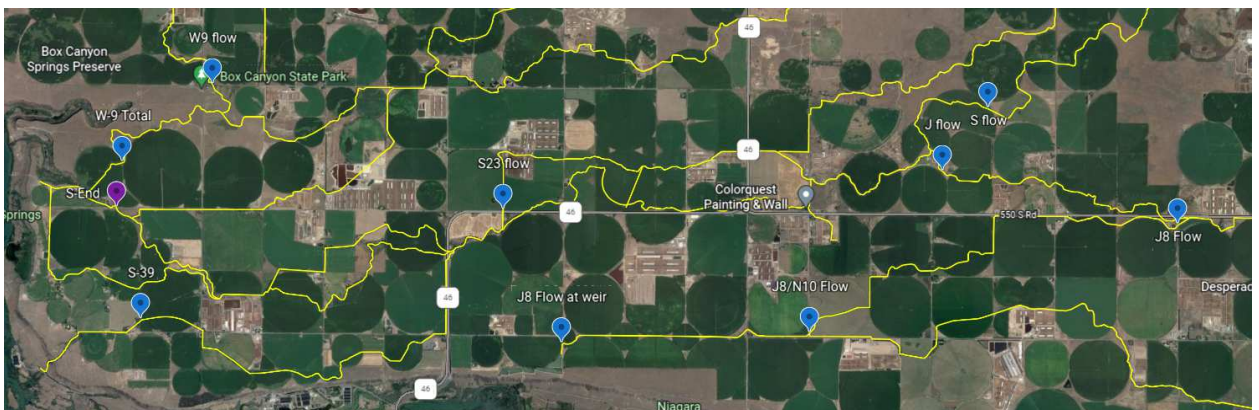 W9 flow
Box Canyon
Springs Preserve
Box Canyon State Park
46
W-9 Total
S flow
J flow
46
S23 flow
S-End
Colorquest
Painting & Wall
Springs
46
550 S Rd
J8 Flow
S-39
J8/N10 Flow
Desperad
46
J8 Flow at weir
46
Niagara